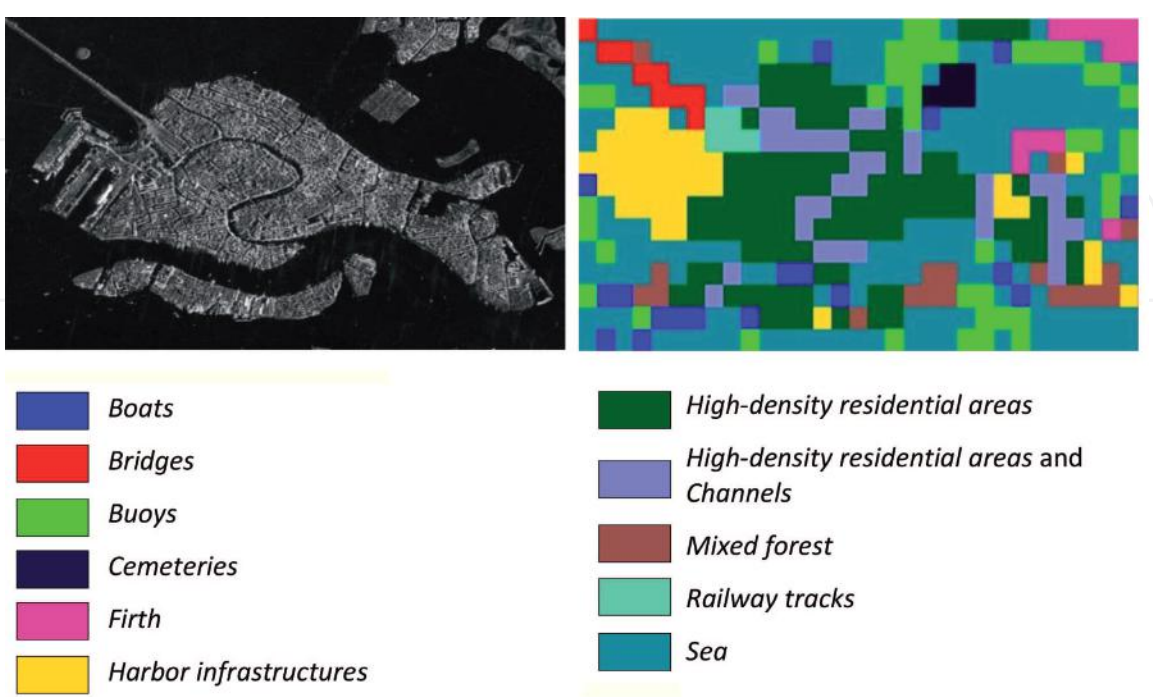 Boats
Bridges
Buoys
Cemeteries
Firth
Harbor infrastructures
High-density residential areas
High-density residential areas and
Channels
Mixed forest
Railway tracks
Sea